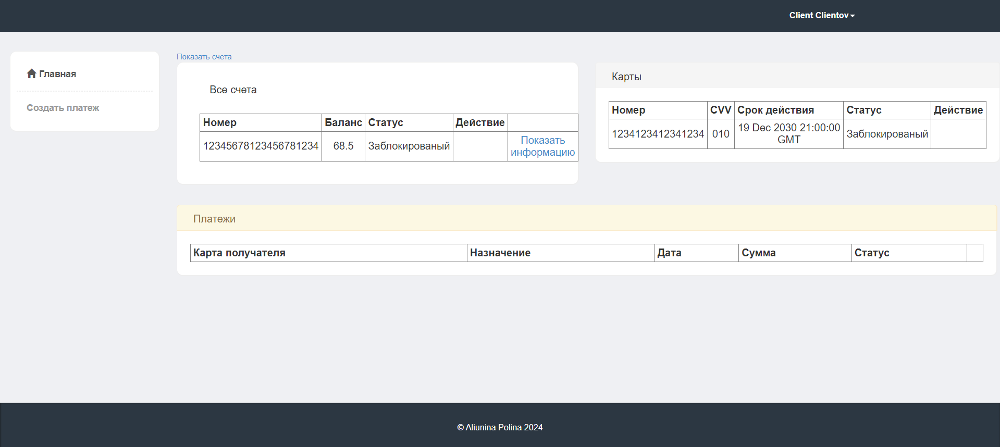 Client Clientov
Главная
Создать платеж
Показать счета
Все счета
Номер Баланс Статус Действие
12345678123456781234 68.5 Заблокированый Показать информацию
Карты
Номер CVV Срок действия Статус Действие
1234123412341234 010 19 Dec 2030 21:00:00 GMT Заблокированый
Платежи
Карта получателя Назначение Дата Сумма Статус
© Aliunina Polina 2024